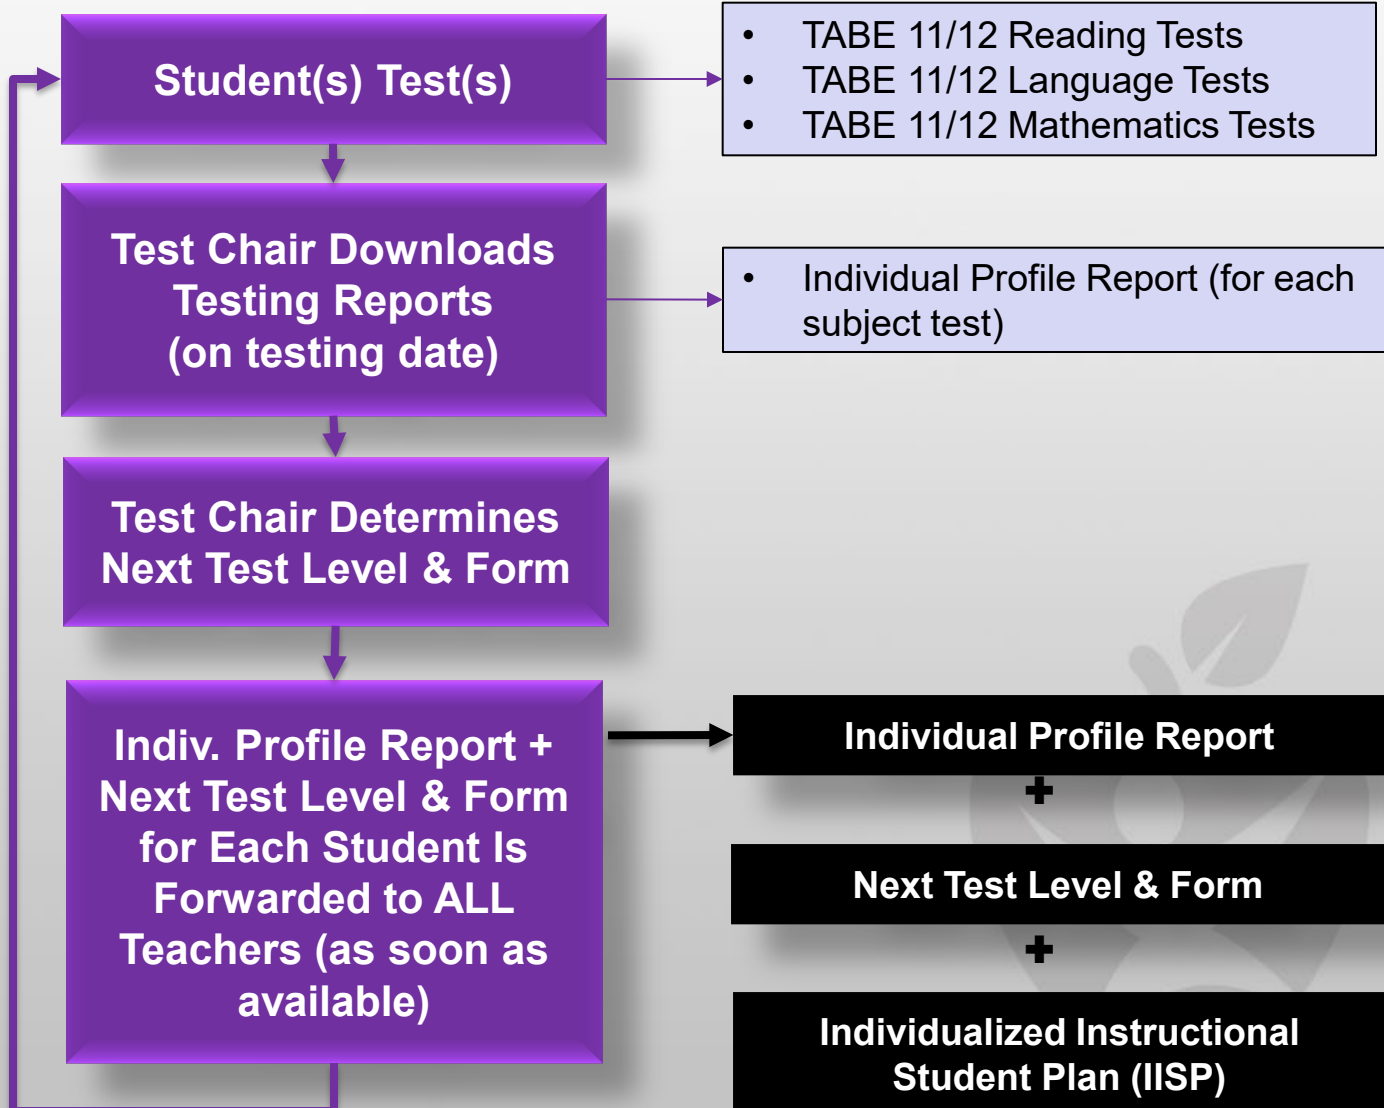 Student(s) Test(s)
• TABE 11/12 Reading Tests
• TABE 11/12 Language Tests
• TABE 11/12 Mathematics Tests
Test Chair Downloads
Testing Reports
(on testing date)
• Individual Profile Report (for each
subject test)
Test Chair Determines
Next Test Level & Form
Indiv. Profile Report +
Next Test Level & Form
for Each Student Is
Forwarded to ALL
Teachers (as soon as
available)
Individual Profile Report
+
Next Test Level & Form
+
Individualized Instructional
Student Plan (IISP)